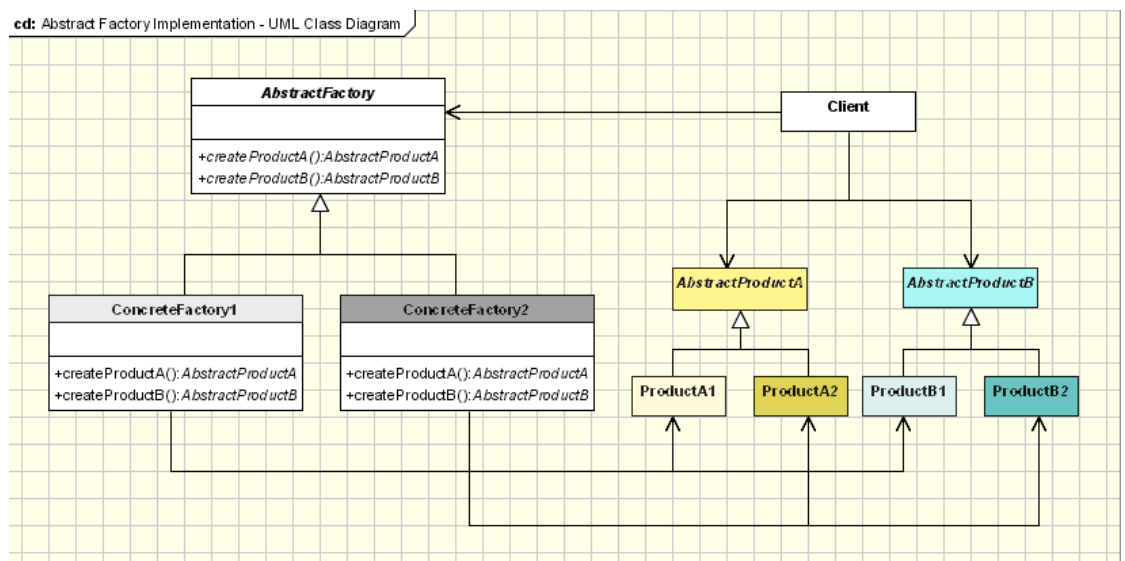 cd: Abstract Factory Implementation - UML Class Diagram
AbstractFactory
+createProductA():AbstractProductA
+createProductB():AbstractProductB
Client
ConcreteFactory1
+createProductA():AbstractProductA
+createProductB():AbstractProductB
ConcreteFactory2
+createProductA():AbstractProductA
+createProductB():AbstractProductB
AbstractProductA
AbstractProductB
ProductA1
ProductA2
ProductB1
ProductB2